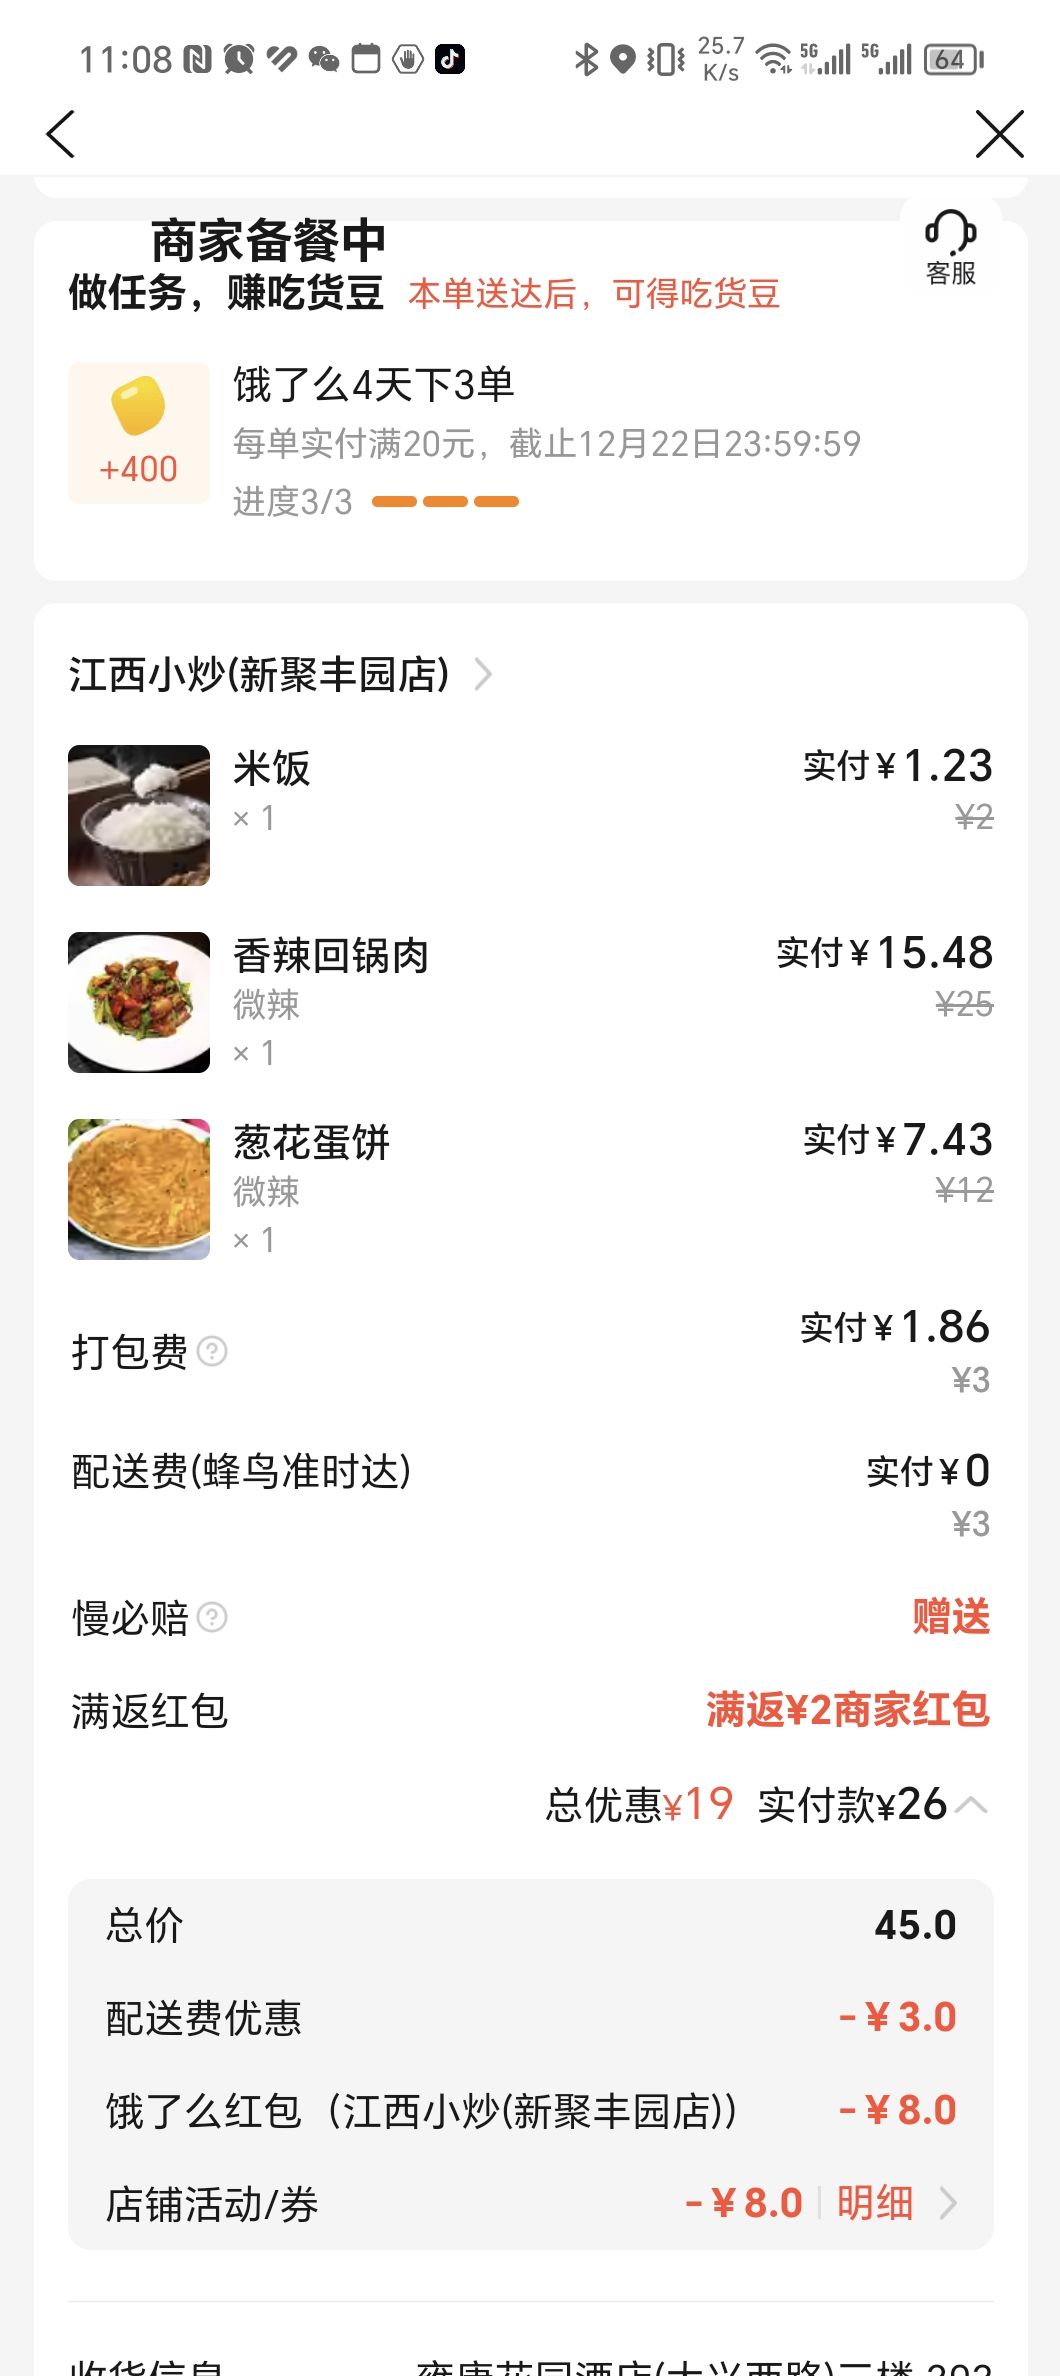 11:08
25.7 K/s
5G
5G
64
商家备餐中
客服
做任务，赚吃货豆 本单送达后，可得吃货豆
饿了么4天下3单
每单实付满20元，截止12月22日23:59:59
+400
进度3/3
江西小炒(新聚丰园店)
米饭 实付¥1.23
× 1 ¥2
香辣回锅肉 实付¥15.48
微辣 ¥25
× 1
葱花蛋饼 实付¥7.43
微辣 ¥12
× 1
打包费 实付¥1.86
¥3
配送费(蜂鸟准时达) 实付¥0
¥3
慢必赔 赠送
满返红包 满返¥2商家红包
总优惠¥19 实付款¥26
总价 45.0
配送费优惠 -¥3.0
饿了么红包（江西小炒(新聚丰园店)） -¥8.0
店铺活动/券 -¥8.0 明细
收货信息